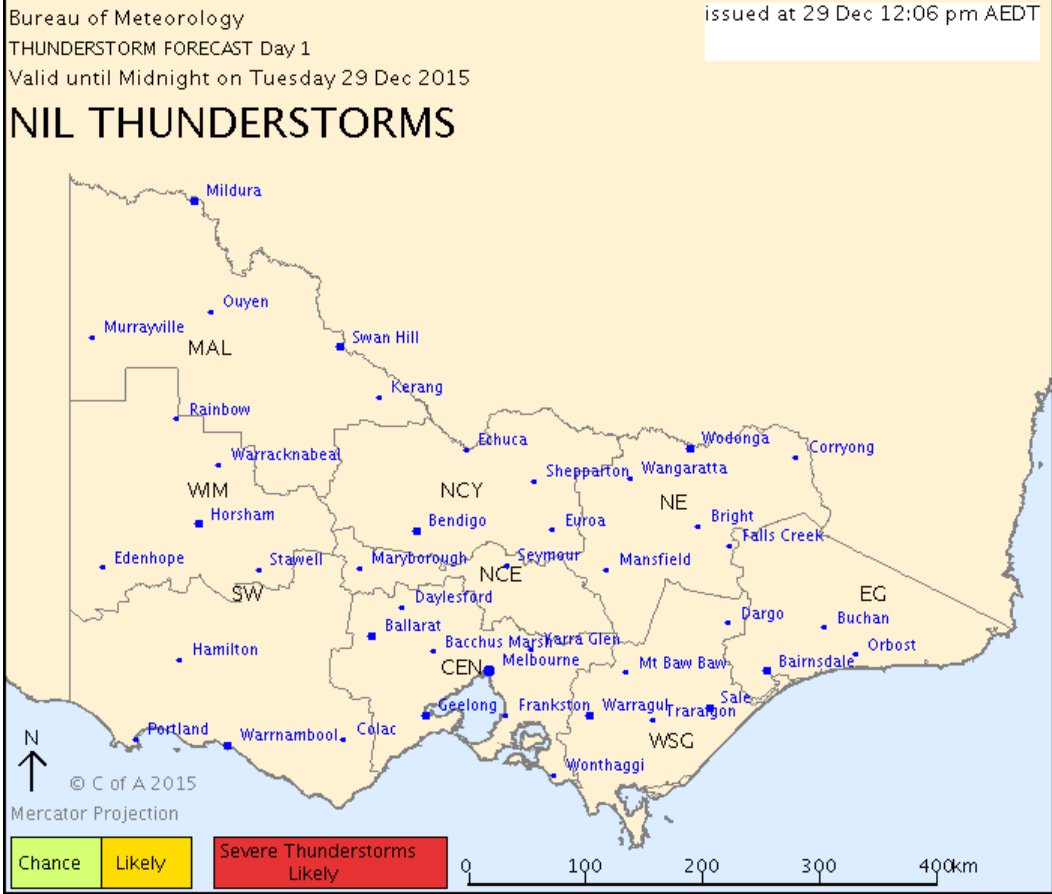 Bureau of Meteorology
issued at 29 Dec 12:06 pm AEDT
THUNDERSTORM FORECAST Day 1
Valid until Midnight on Tuesday 29 Dec 2015
NIL THUNDERSTORMS
Mildura
Ouyen
Murrayville
Swan Hill
MAL
Kerang
Rainbow
Echuca
Wodonga
Corryong
Warracknabeal
Shepparton
Wangaratta
WIM
NCY
NE
Horsham
Bendigo
Euroa
Bright
Falls Creek
Edenhope
Stawell
Maryborough
Seymour
Mansfield
NCE
SW
EG
Daylesford
Dargo
Buchan
Ballarat
Bacchus Marsh
Yarra Glen
Orbost
Hamilton
CEN
Melbourne
Mt Baw Baw
Bairnsdale
Geelong
Frankston
Warragul
Traralgon
Sale
Portland
Warrnambool
Colac
WSG
N
Wonthaggi
© C of A 2015
Mercator Projection
Chance
Likely
Severe Thunderstorms
Likely
0 100 200 300 400km